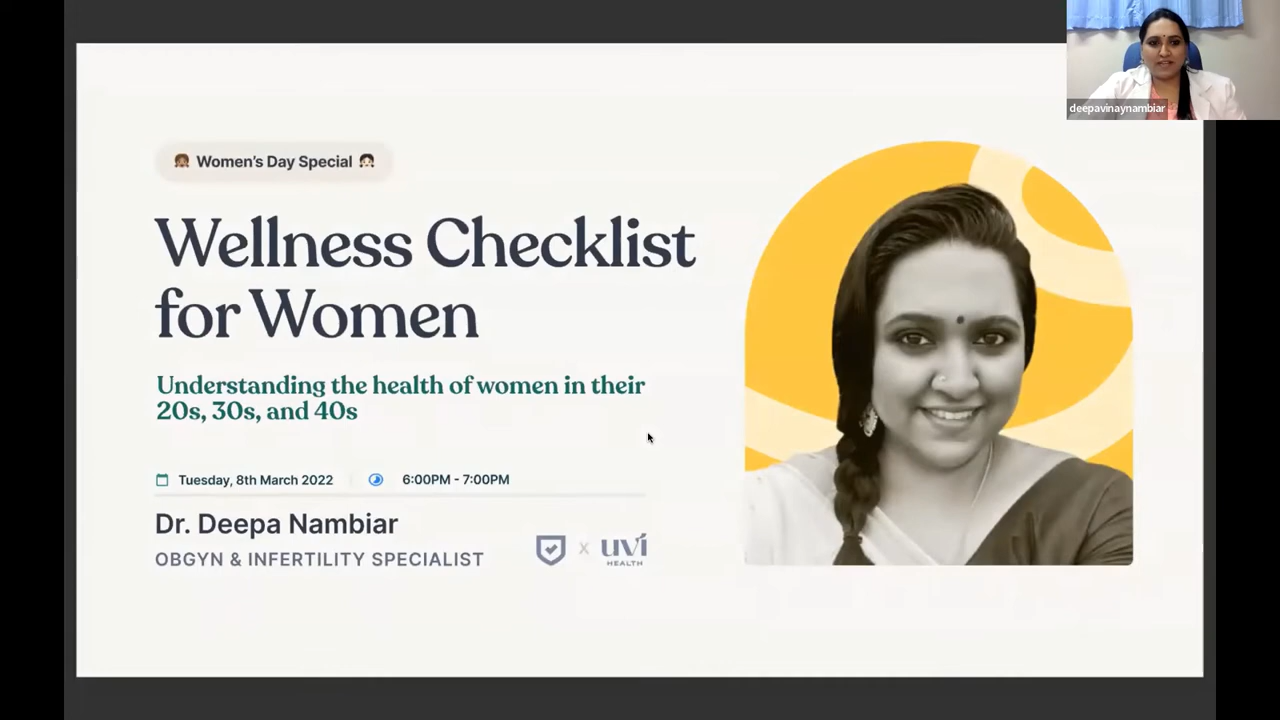 deepavinaynambiar
Women's Day Special
Wellness Checklist
for Women
Understanding the health of women in their
20s, 30s, and 40s
Tuesday, 8th March 2022
6:00PM - 7:00PM
Dr. Deepa Nambiar
OBGYN & INFERTILITY SPECIALIST
X
uví
HEALTH